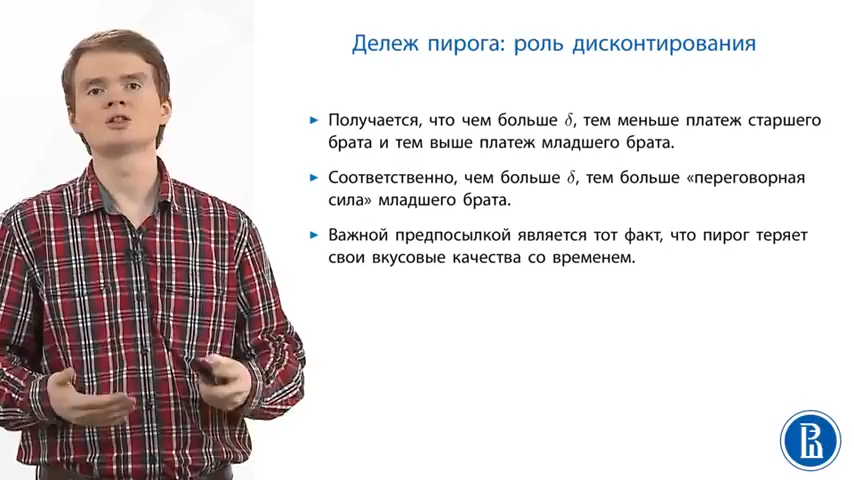 Дележ пирога: роль дисконтирования
Получается, что чем больше δ, тем меньше платеж старшего
брата и тем выше платеж младшего брата.
Соответственно, чем больше δ, тем больше «переговорная
сила» младшего брата.
Важной предпосылкой является тот факт, что пирог теряет
свои вкусовые качества со временем.